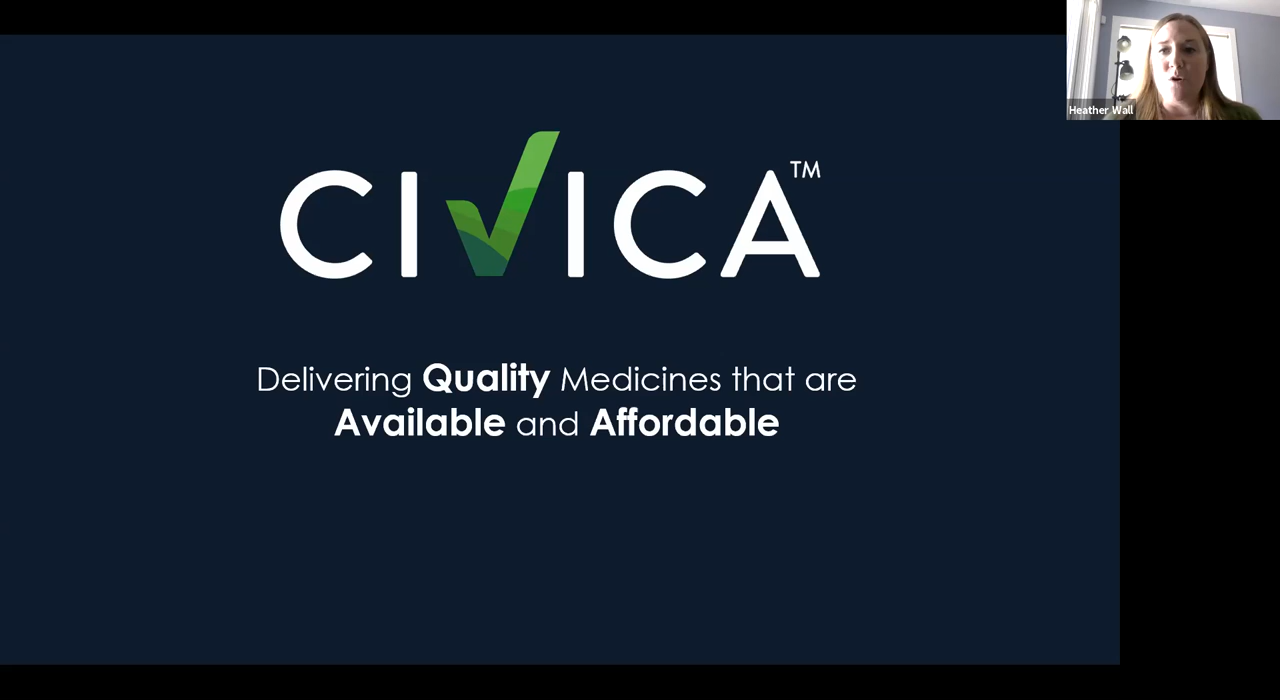 CIVICA™
Delivering Quality Medicines that are
Available and Affordable
Heather Wall